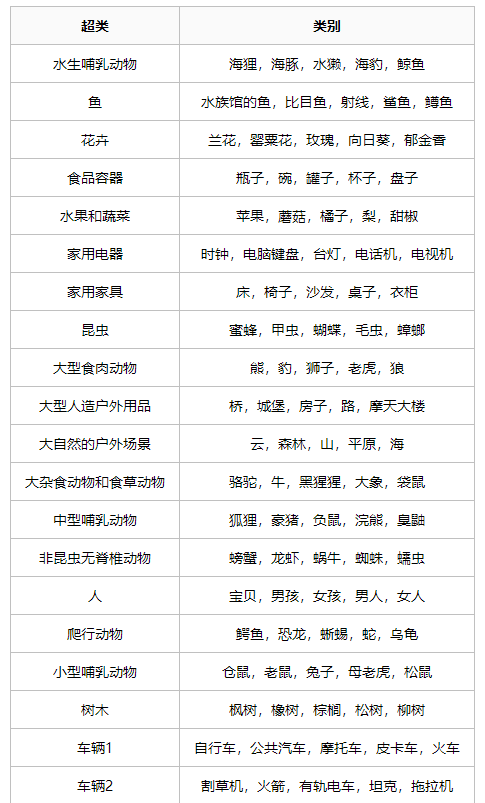 超类 类别
水生哺乳动物 海狸，海豚，水獭，海豹，鲸鱼
鱼 水族馆的鱼，比目鱼，射线，鲨鱼，鳟鱼
花卉 兰花，罂粟花，玫瑰，向日葵，郁金香
食品容器 瓶子，碗，罐子，杯子，盘子
水果和蔬菜 苹果，蘑菇，橘子，梨，甜椒
家用电器 时钟，电脑键盘，台灯，电话机，电视机
家用家具 床，椅子，沙发，桌子，衣柜
昆虫 蜜蜂，甲虫，蝴蝶，毛虫，蟑螂
大型食肉动物 熊，豹，狮子，老虎，狼
大型人造户外用品 桥，城堡，房子，路，摩天大楼
大自然的户外场景 云，森林，山，平原，海
大杂食动物和食草动物 骆驼，牛，黑猩猩，大象，袋鼠
中型哺乳动物 狐狸，豪猪，负鼠，浣熊，臭鼬
非昆虫无脊椎动物 螃蟹，龙虾，蜗牛，蜘蛛，蠕虫
人 宝贝，男孩，女孩，男人，女人
爬行动物 鳄鱼，恐龙，蜥蜴，蛇，乌龟
小型哺乳动物 仓鼠，老鼠，兔子，母老虎，松鼠
树木 枫树，橡树，棕榈，松树，柳树
车辆1 自行车，公共汽车，摩托车，皮卡车，火车
车辆2 割草机，火箭，有轨电车，坦克，拖拉机